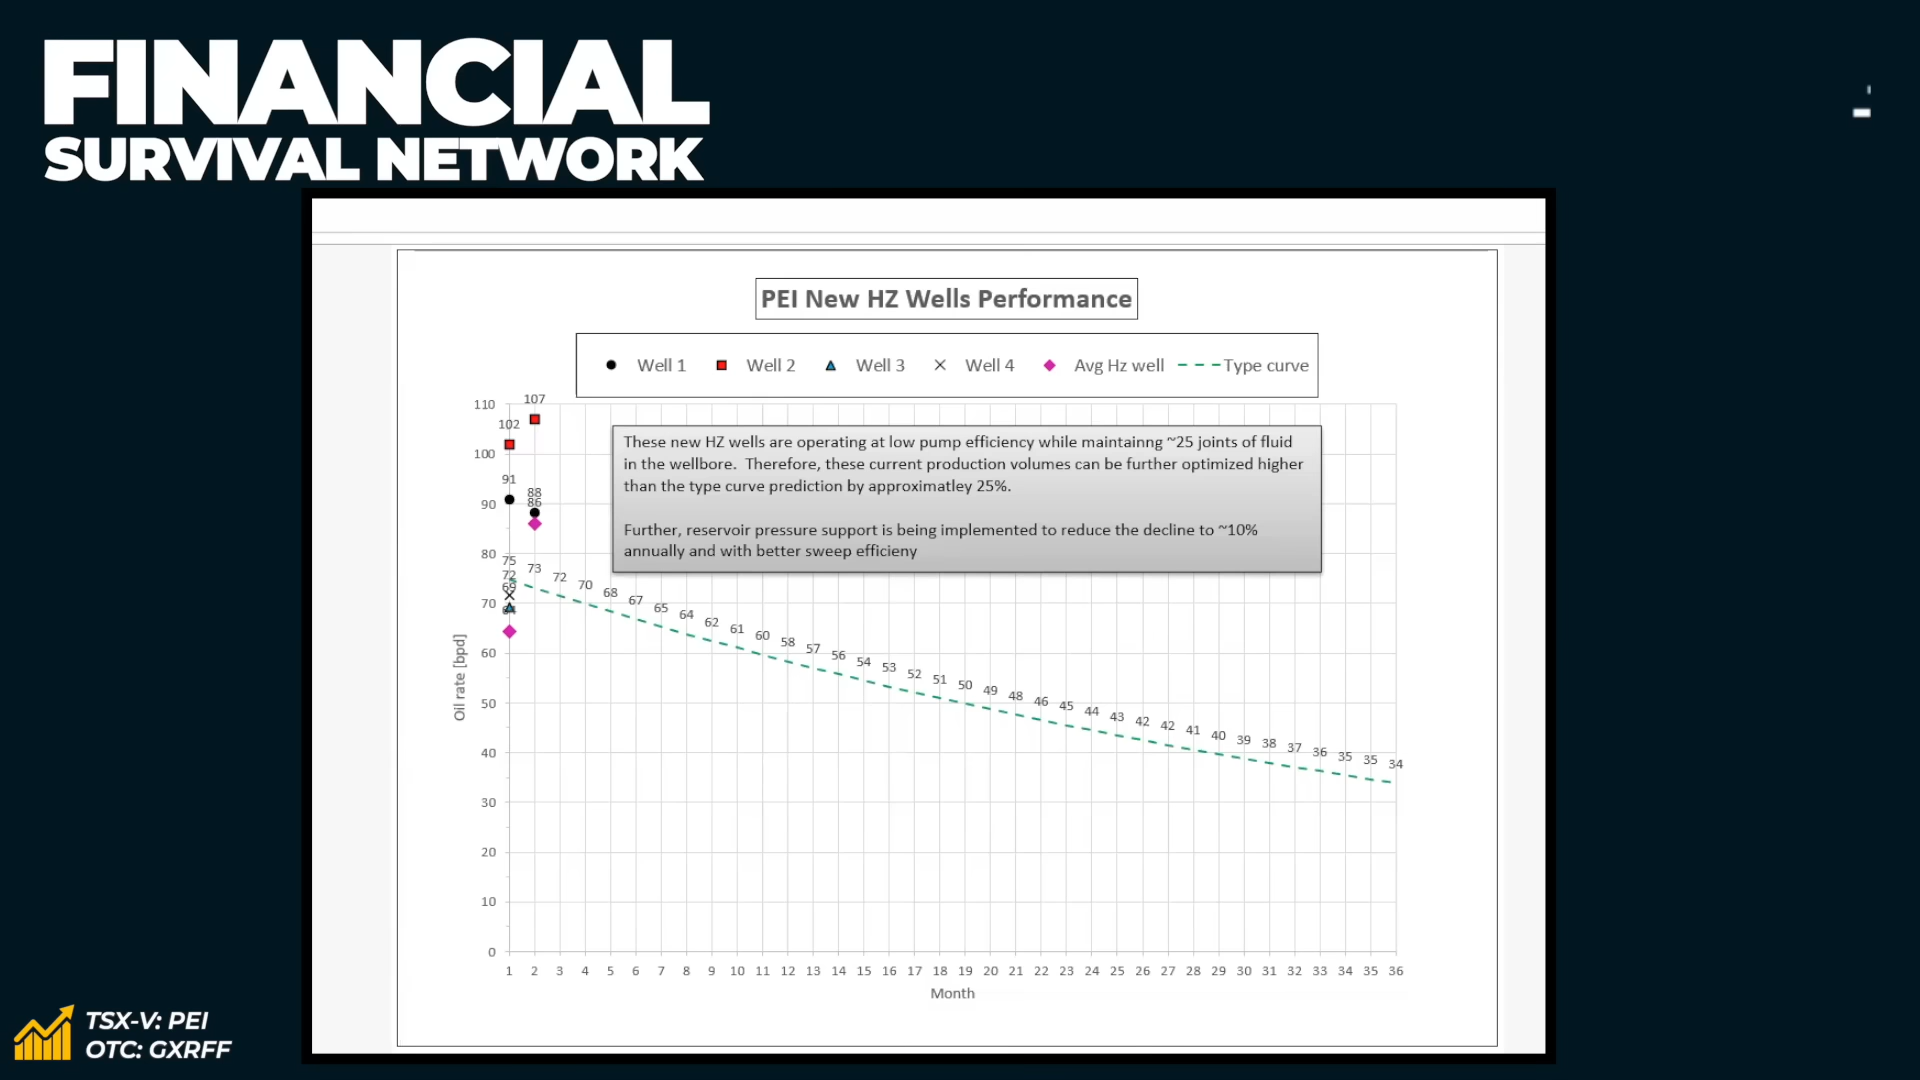 FINANCIAL
SURVIVAL NETWORK
PEI New HZ Wells Performance
Well 1 Well 2 Well 3 Well 4 Avg Hz well Type curve
These new HZ wells are operating at low pump efficiency while maintainng ~25 joints of fluid
in the wellbore. Therefore, these current production volumes can be further optimized higher
than the type curve prediction by approximatley 25%.
Further, reservoir pressure support is being implemented to reduce the decline to ~10%
annually and with better sweep efficieny
Oil rate [bpd]
110
100
90
80
70
60
50
40
30
20
10
0
107
102
91
88
86
75
72
69
64
73 72 70 68 67 65 64 62 61 60 58 57 56 54 53 52 51 50 49 48 46 45 44 43 42 42 41 40 39 38 37 36 35 35 34
1 2 3 4 5 6 7 8 9 10 11 12 13 14 15 16 17 18 19 20 21 22 23 24 25 26 27 28 29 30 31 32 33 34 35 36
Month
TSX-V: PEI
OTC: GXRFF